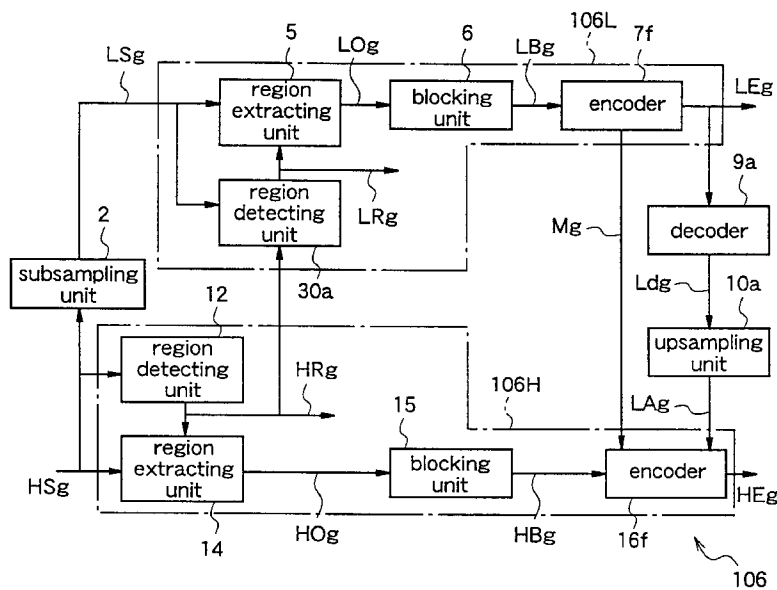 5
6
106L
7f
LSg
LOg
LBg
LEg
region
extracting
unit
blocking
unit
encoder
9a
LRg
region
detecting
unit
Mg
decoder
2
subsampling
unit
30a
Ldg
10a
12
upsampling
unit
region
detecting
unit
HRg
106H
LAg
15
region
extracting
unit
blocking
unit
encoder
HSg
HOg
HBg
HEg
14
16f
106